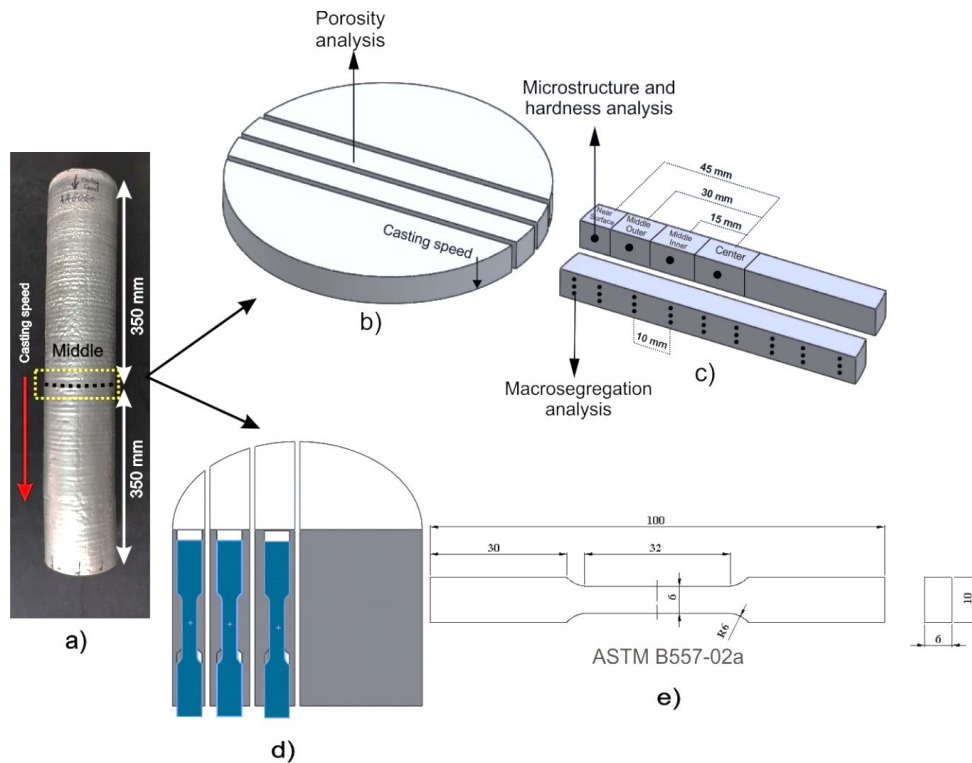 Porosity
analysis
Microstructure and
hardness analysis
45 mm
30 mm
15 mm
Near
Surface
Middle
Outer
Middle
Inner
Center
Casting speed
b)
10 mm
c)
Macrosegregation
analysis
AA6060
350 mm
Casting speed
Middle
350 mm
a)
d)
100
30
32
6
R6
10
6
ASTM B557-02a
e)